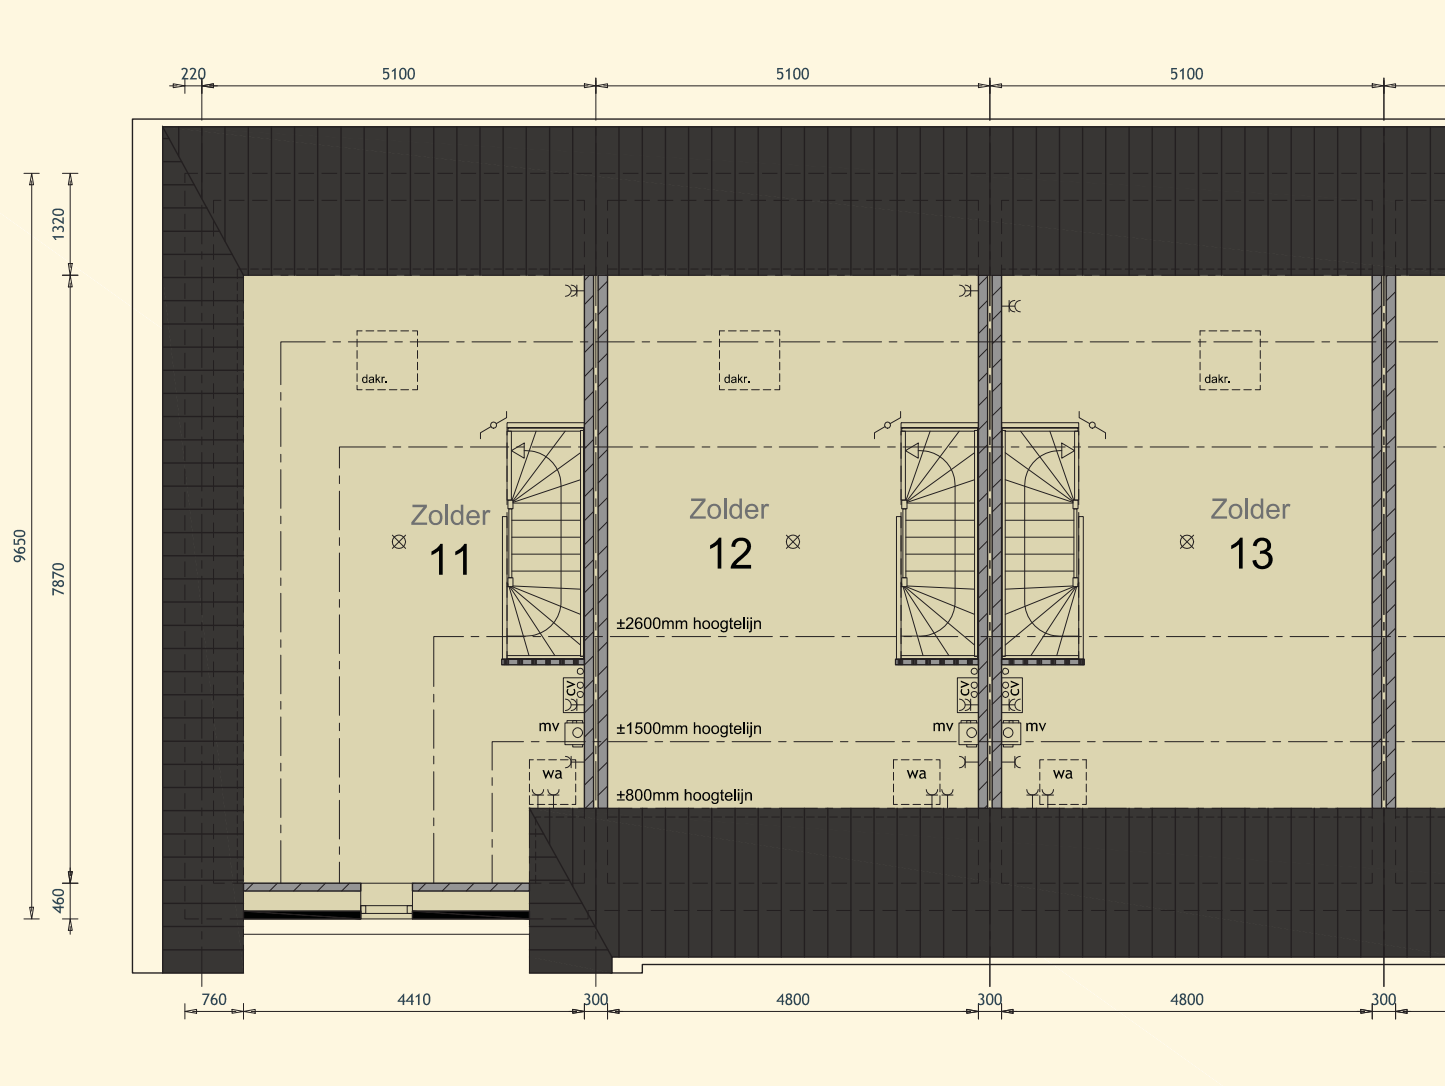 220 5100 5100 5100
1320
9650
7870
460
dakr. dakr. dakr.
Zolder Zolder Zolder
11 12 13
±2600mm hoogtelijn
cv cv cv
mv ±1500mm hoogtelijn mv mv
wa wa wa
±800mm hoogtelijn
760 4410 300 4800 300 4800 300